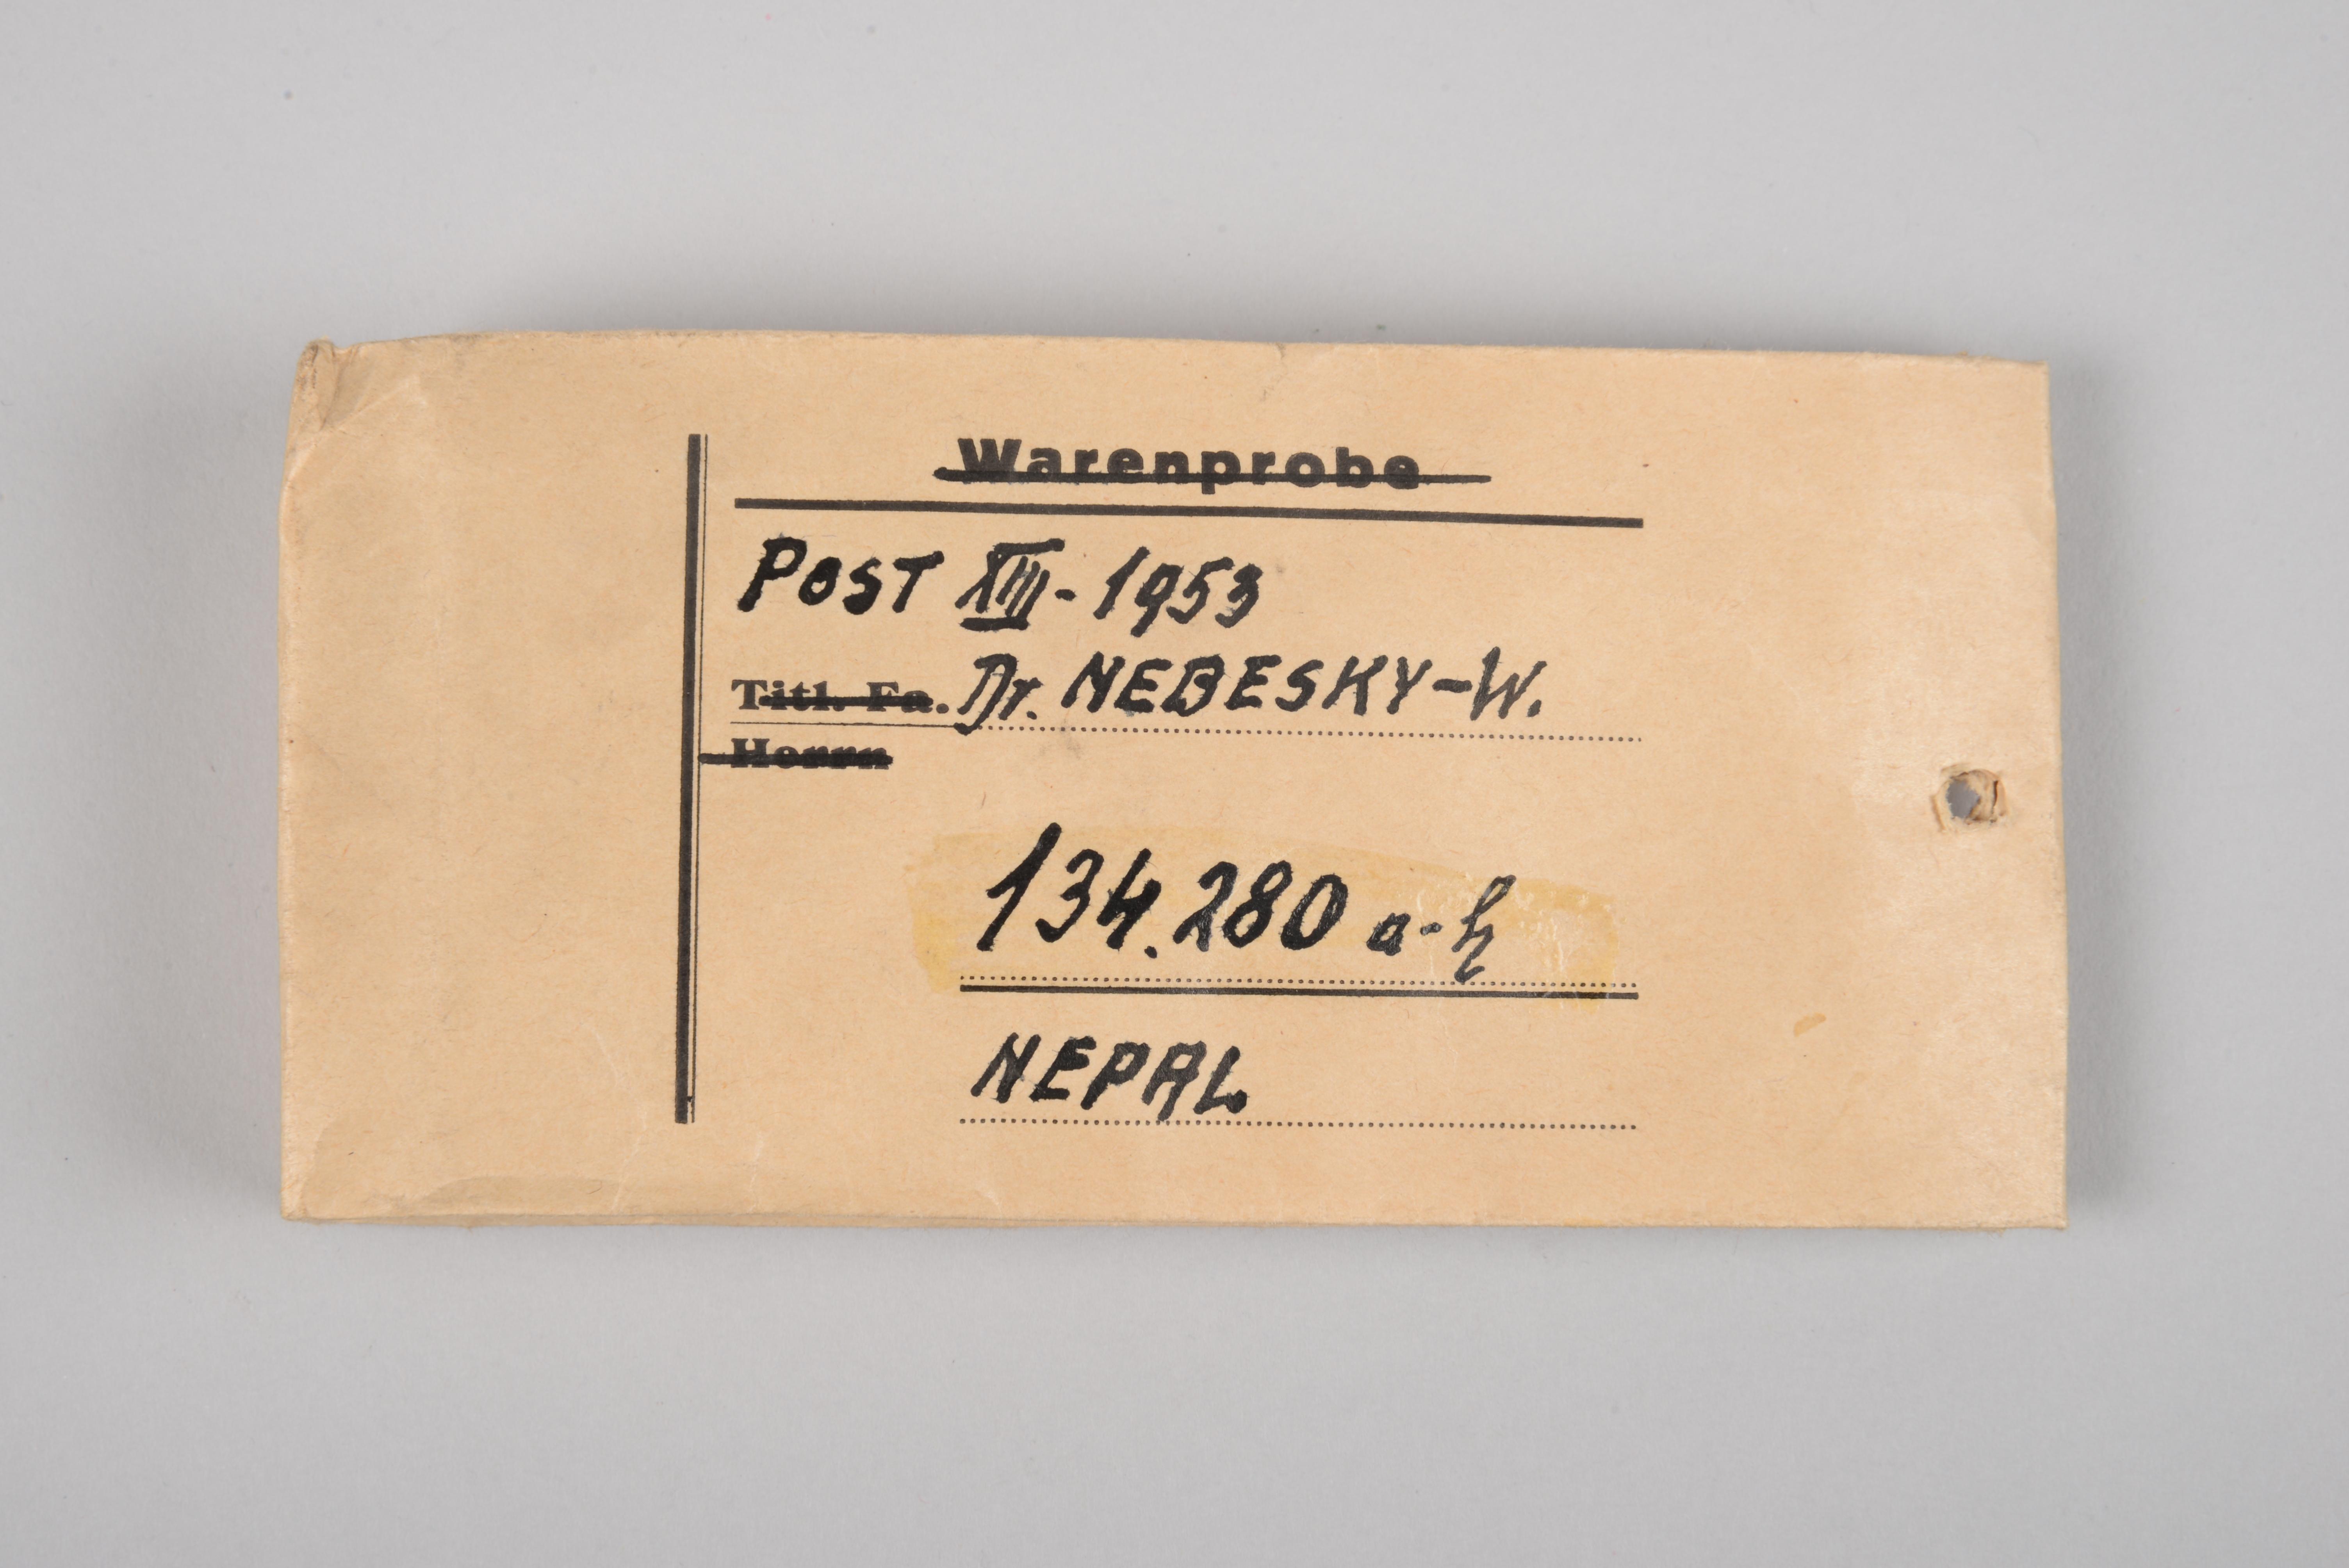 Warenprobe
POST XIII-1953
Titl. Fa. Dr. NEBESKY-W.
Herrn
134.280 a-h
NEPAL